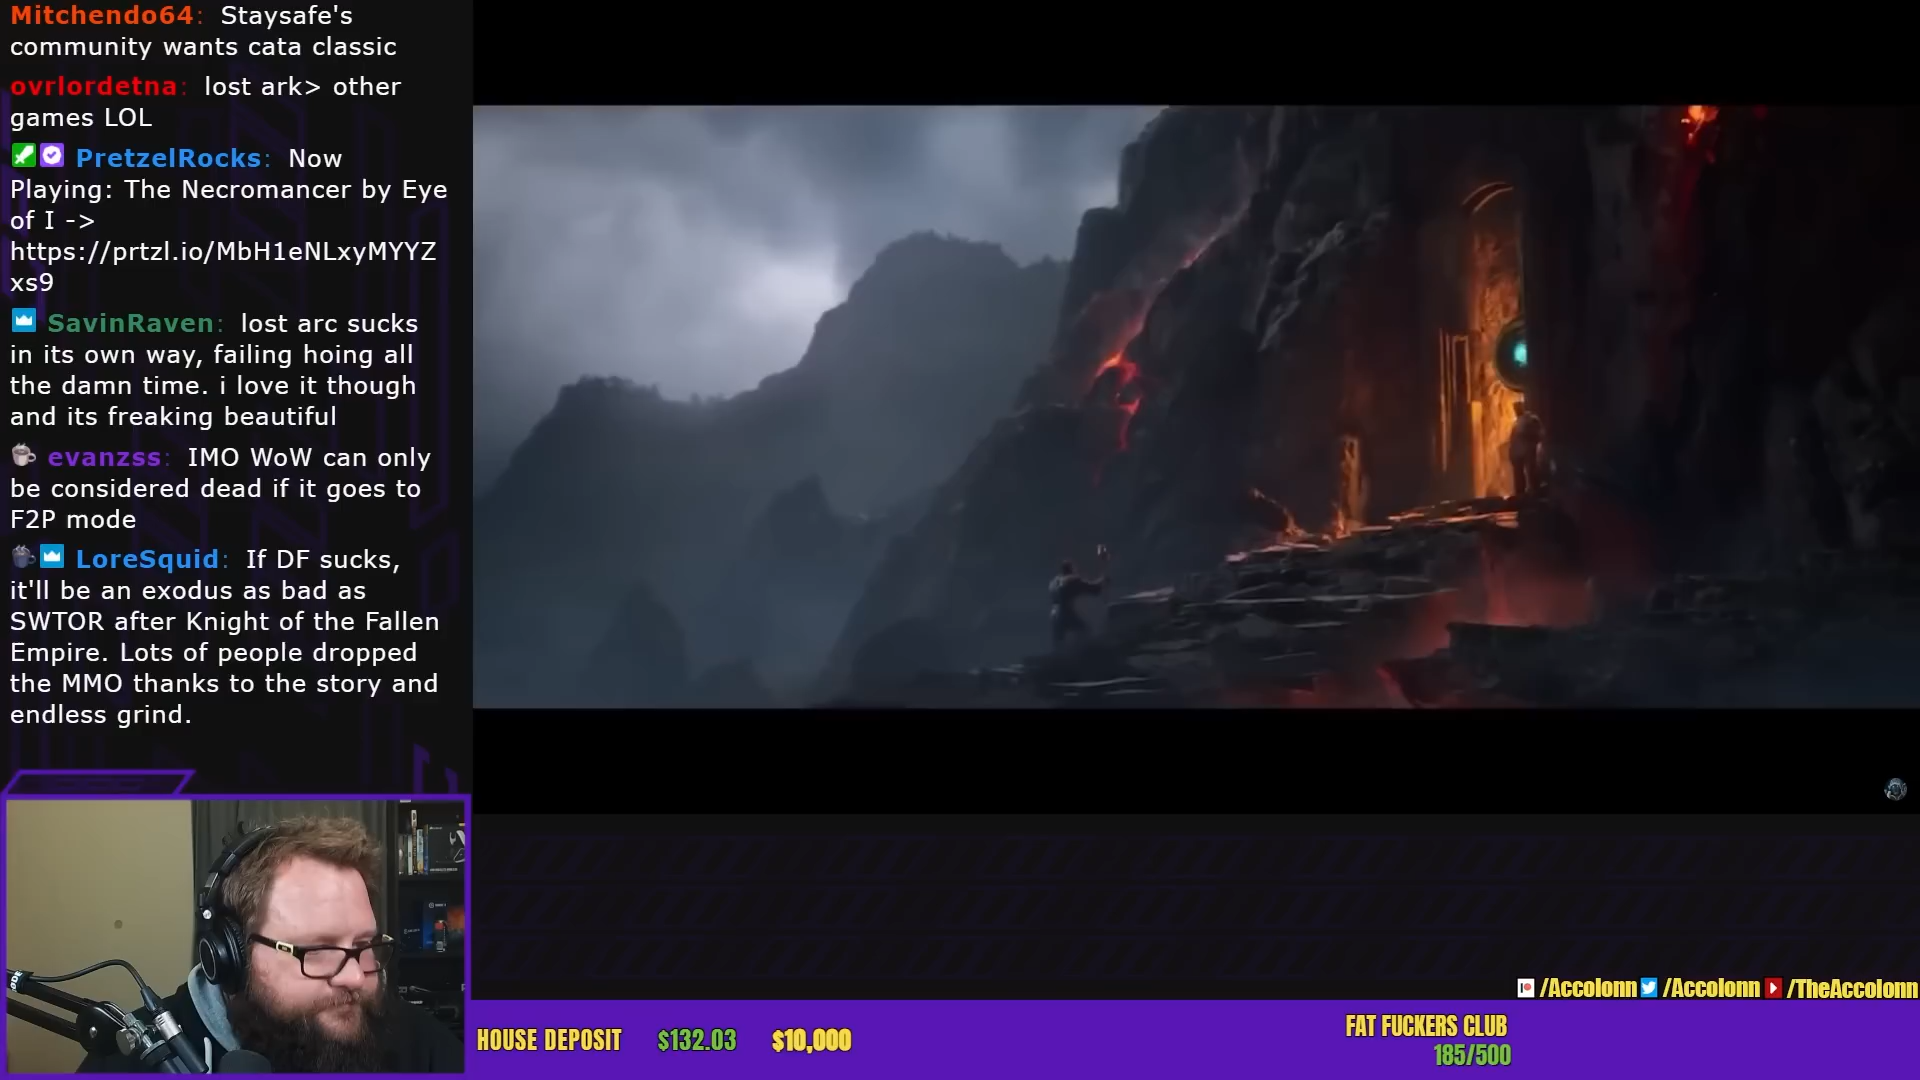 Mitchendo64: Staysafe's
community wants cata classic
ovrlordetna: lost ark> other
games LOL
PretzelRocks: Now
Playing: The Necromancer by Eye
of I ->
https://prtzl.io/MbH1eNLxyMYYZ
xs9
SavinRaven: lost arc sucks
in its own way, failing hoing all
the damn time. i love it though
and its freaking beautiful
evanzss: IMO WoW can only
be considered dead if it goes to
F2P mode
LoreSquid: If DF sucks,
it'll be an exodus as bad as
SWTOR after Knight of the Fallen
Empire. Lots of people dropped
the MMO thanks to the story and
endless grind.
/Accolonn /Accolonn /TheAccolonn
HOUSE DEPOSIT $132.03 $10,000
FAT FUCKERS CLUB
185/500